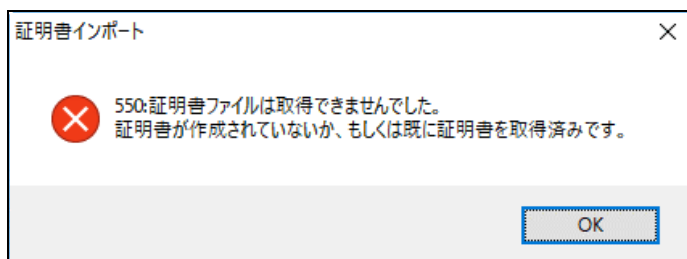 証明書インポート
550:証明書ファイルは取得できませんでした。
証明書が作成されていないか、もしくは既に証明書を取得済みです。
OK